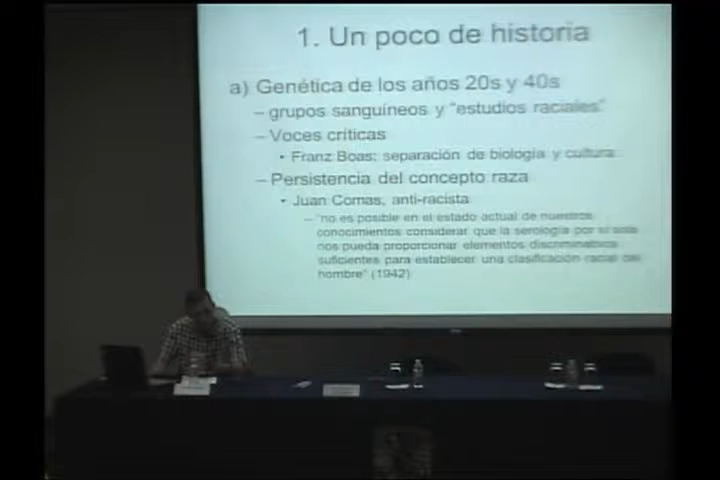 1. Un poco de historia
a) Genética de los años 20s y 40s
– grupos sanguíneos y "estudios raciales"
– Voces críticas
• Franz Boas: separación de biología y cultura
– Persistencia del concepto raza
• Juan Comas, anti-racista
– "no es posible en el estado actual de nuestros
conocimientos considerar que la serología por si sola
nos pueda proporcionar elementos discriminativos
suficientes para establecer una clasificación racial del
hombre" (1942)